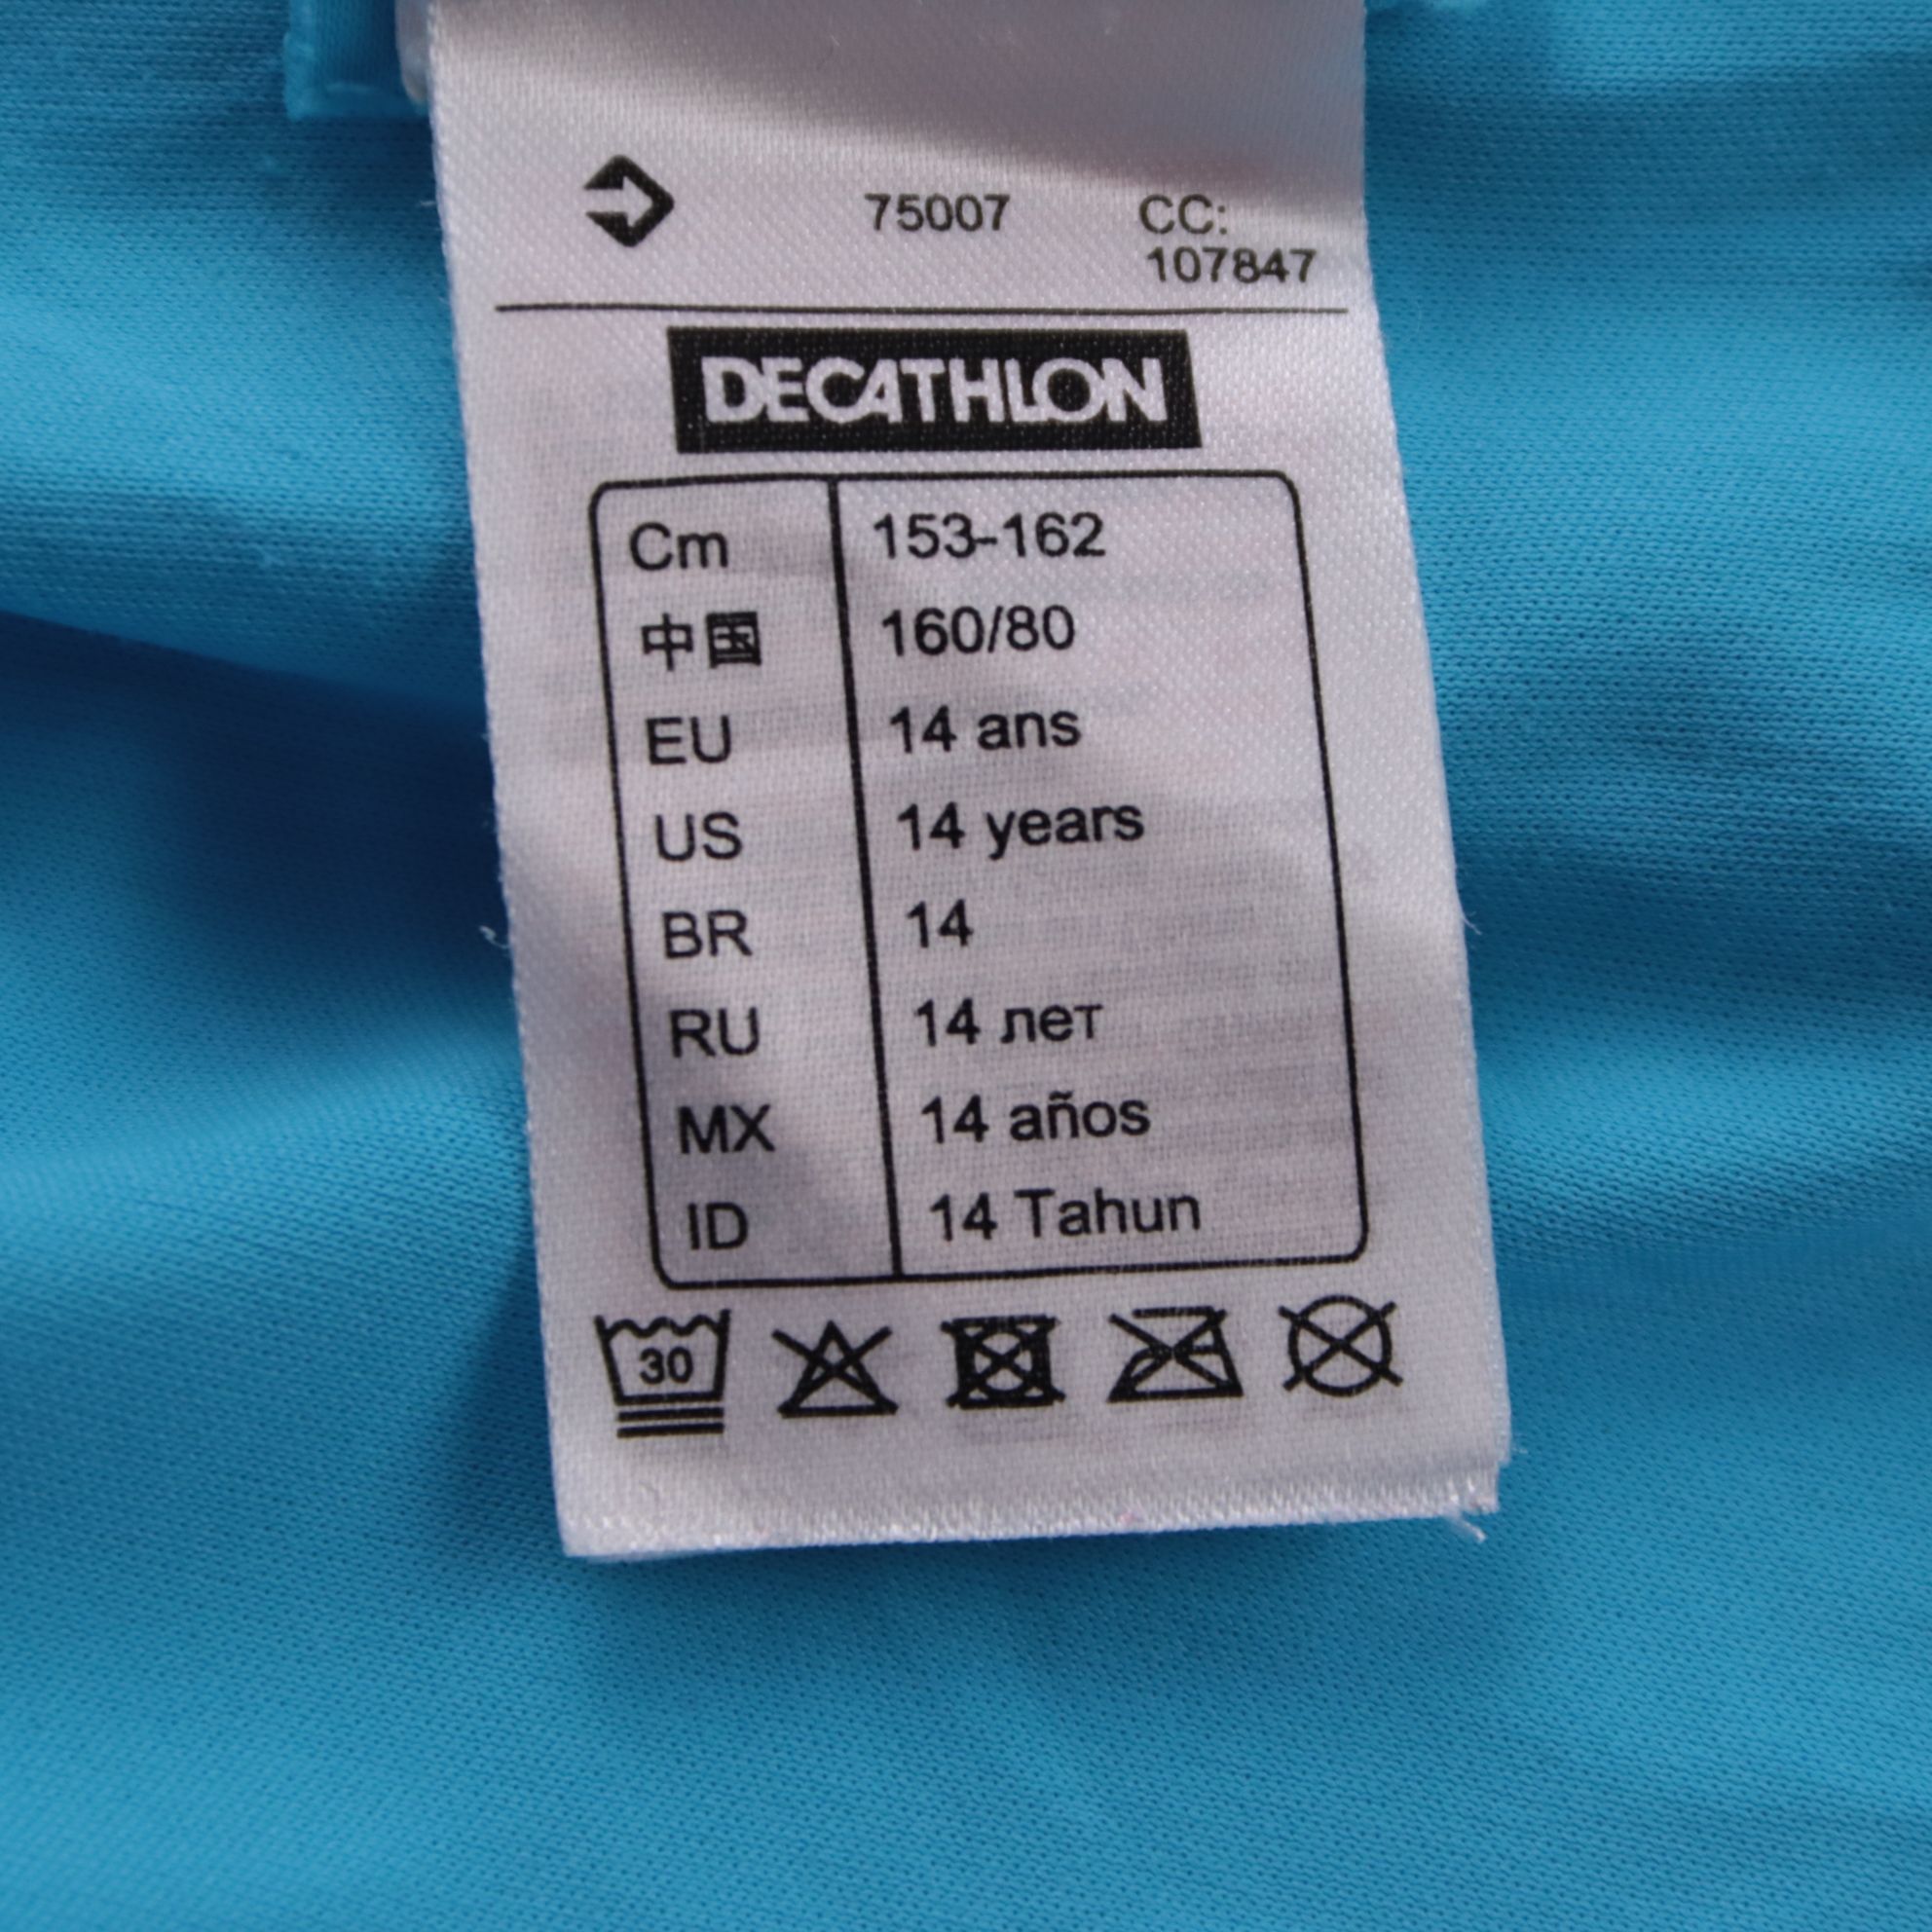 75007 CC:
107847
DECATHLON
Cm 153-162
中国 160/80
EU 14 ans
US 14 years
BR 14
RU 14 лет
MX 14 años
ID 14 Tahun
30